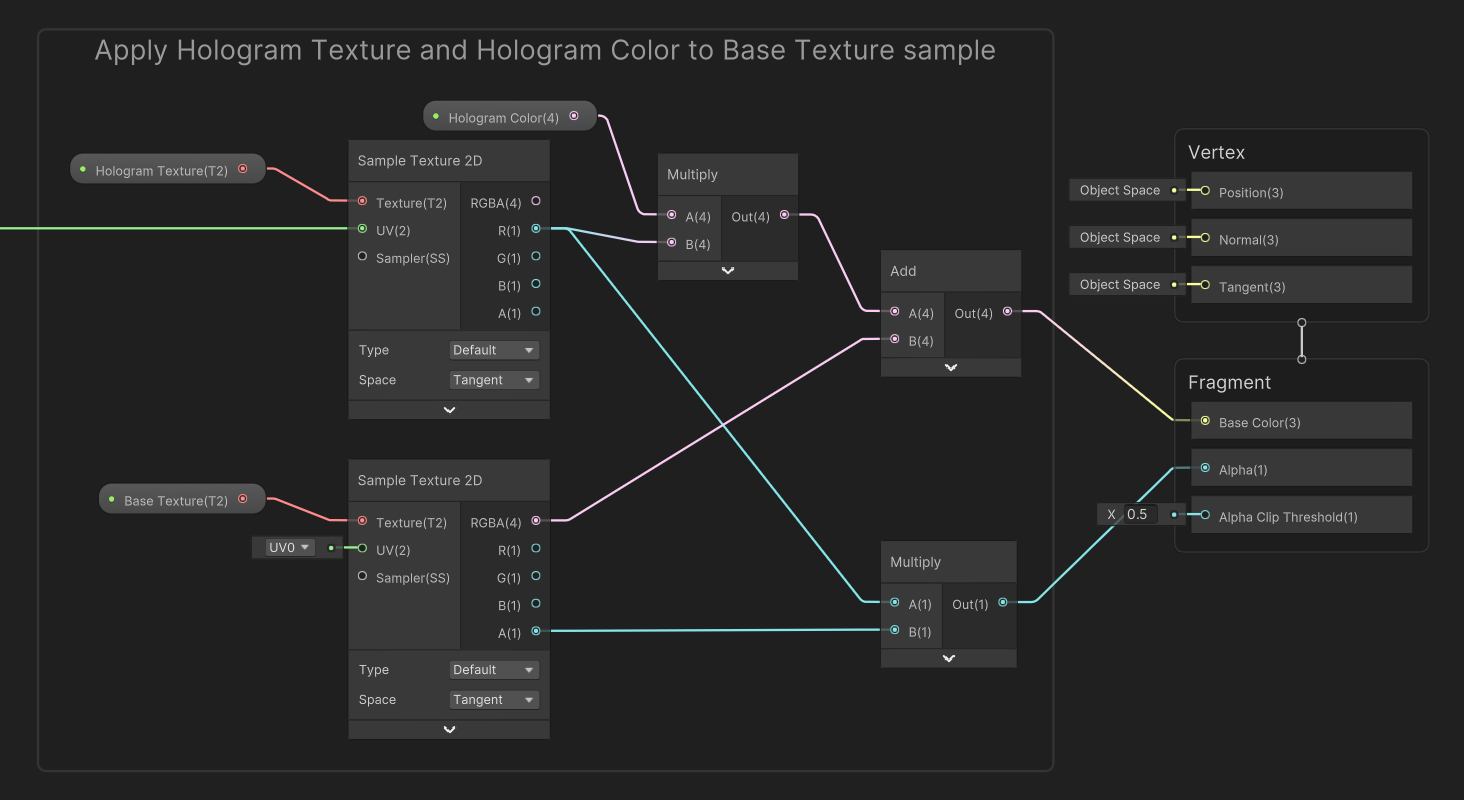 Apply Hologram Texture and Hologram Color to Base Texture sample
Hologram Color(4)
Hologram Texture(T2)
Sample Texture 2D
Texture(T2)
RGBA(4)
UV(2)
R(1)
Sampler(SS)
G(1)
B(1)
A(1)
Type
Default
Space
Tangent
Multiply
A(4)
Out(4)
B(4)
Add
A(4)
Out(4)
B(4)
Base Texture(T2)
UV0
Sample Texture 2D
Texture(T2)
RGBA(4)
UV(2)
R(1)
Sampler(SS)
G(1)
B(1)
A(1)
Type
Default
Space
Tangent
Multiply
A(1)
Out(1)
B(1)
Vertex
Object Space
Position(3)
Object Space
Normal(3)
Object Space
Tangent(3)
Fragment
Base Color(3)
Alpha(1)
X 0.5
Alpha Clip Threshold(1)